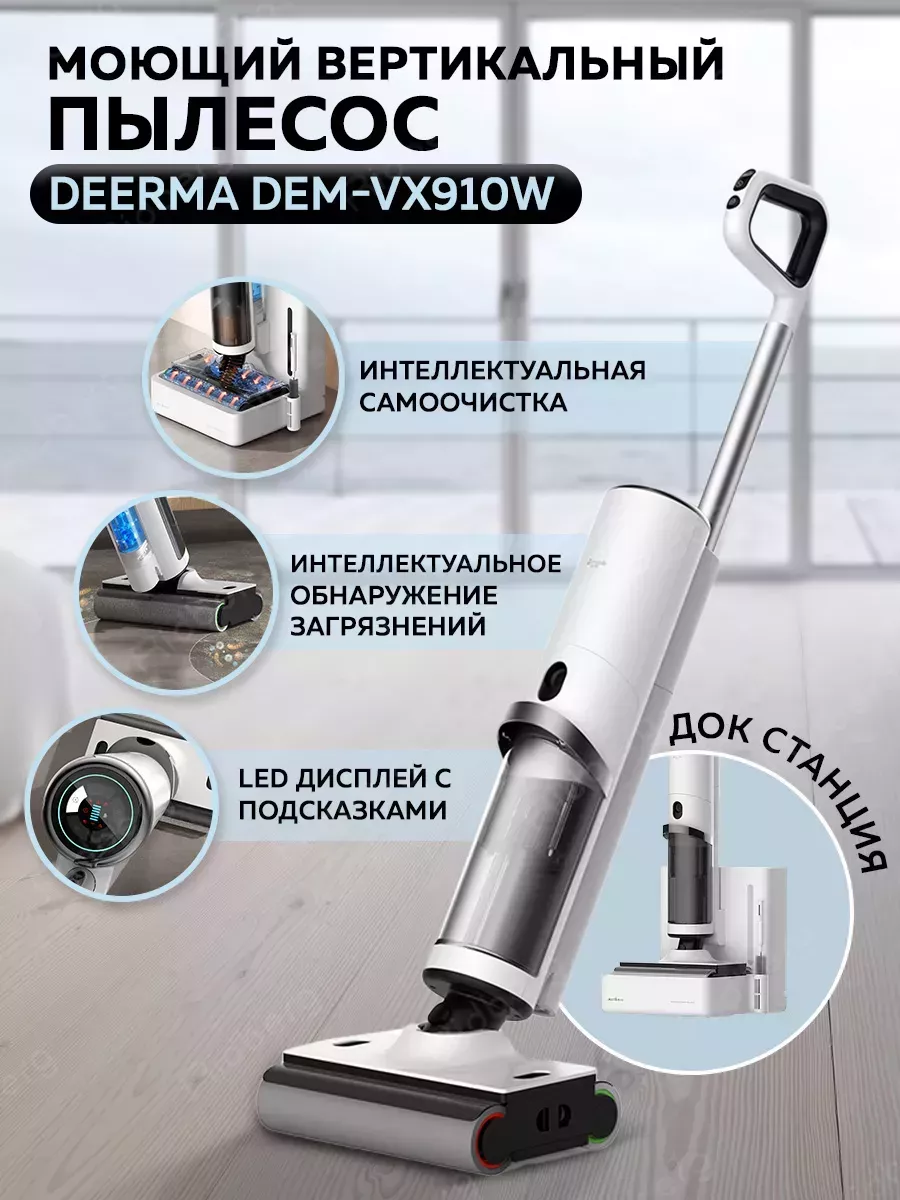 МОЮЩИЙ ВЕРТИКАЛЬНЫЙ
ПЫЛЕСОС
DEERMA DEM-VX910W
ИНТЕЛЛЕКТУАЛЬНАЯ
САМООЧИСТКА
ИНТЕЛЛЕКТУАЛЬНОЕ
ОБНАРУЖЕНИЕ
ЗАГРЯЗНЕНИЙ
ДОК СТАНЦИЯ
LED ДИСПЛЕЙ С
ПОДСКАЗКАМИ